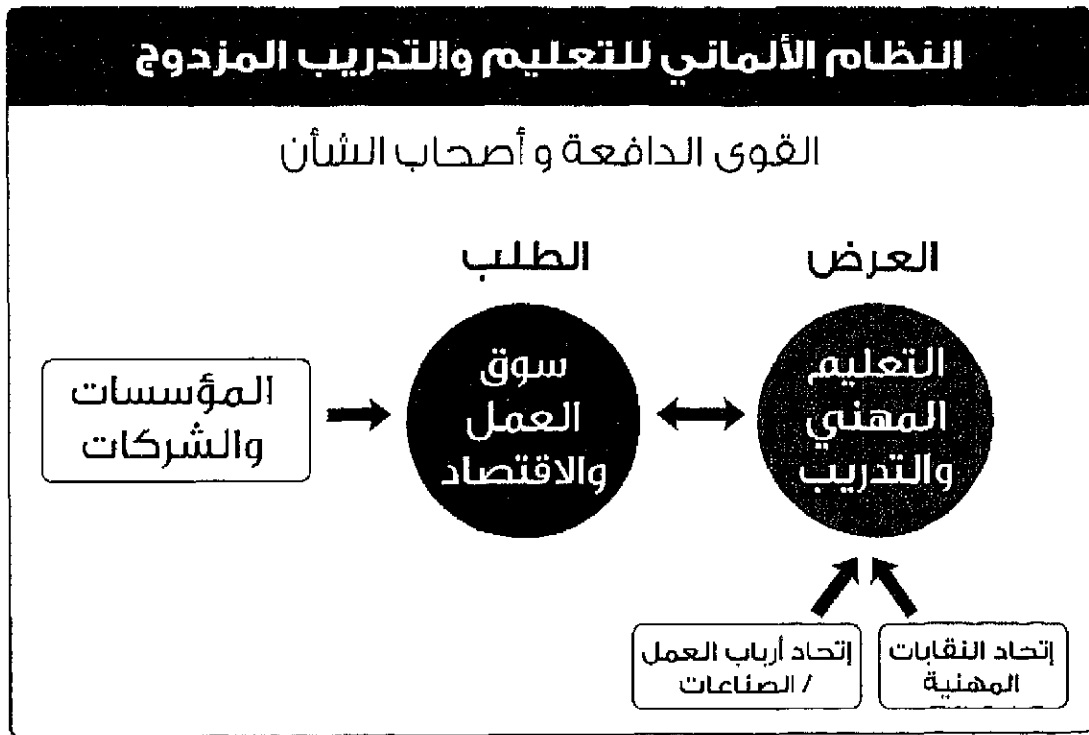 النظام الألماني للتعليم والتدريب المزدوج
القوى الدافعة و أصحاب الشأن
العرض
الطلب
التعليم
المهني
والتدريب
سوق
العمل
والاقتصاد
المؤسسات
والشركات
إتحاد النقابات
المهنية
إتحاد أرباب العمل
/ الصناعات